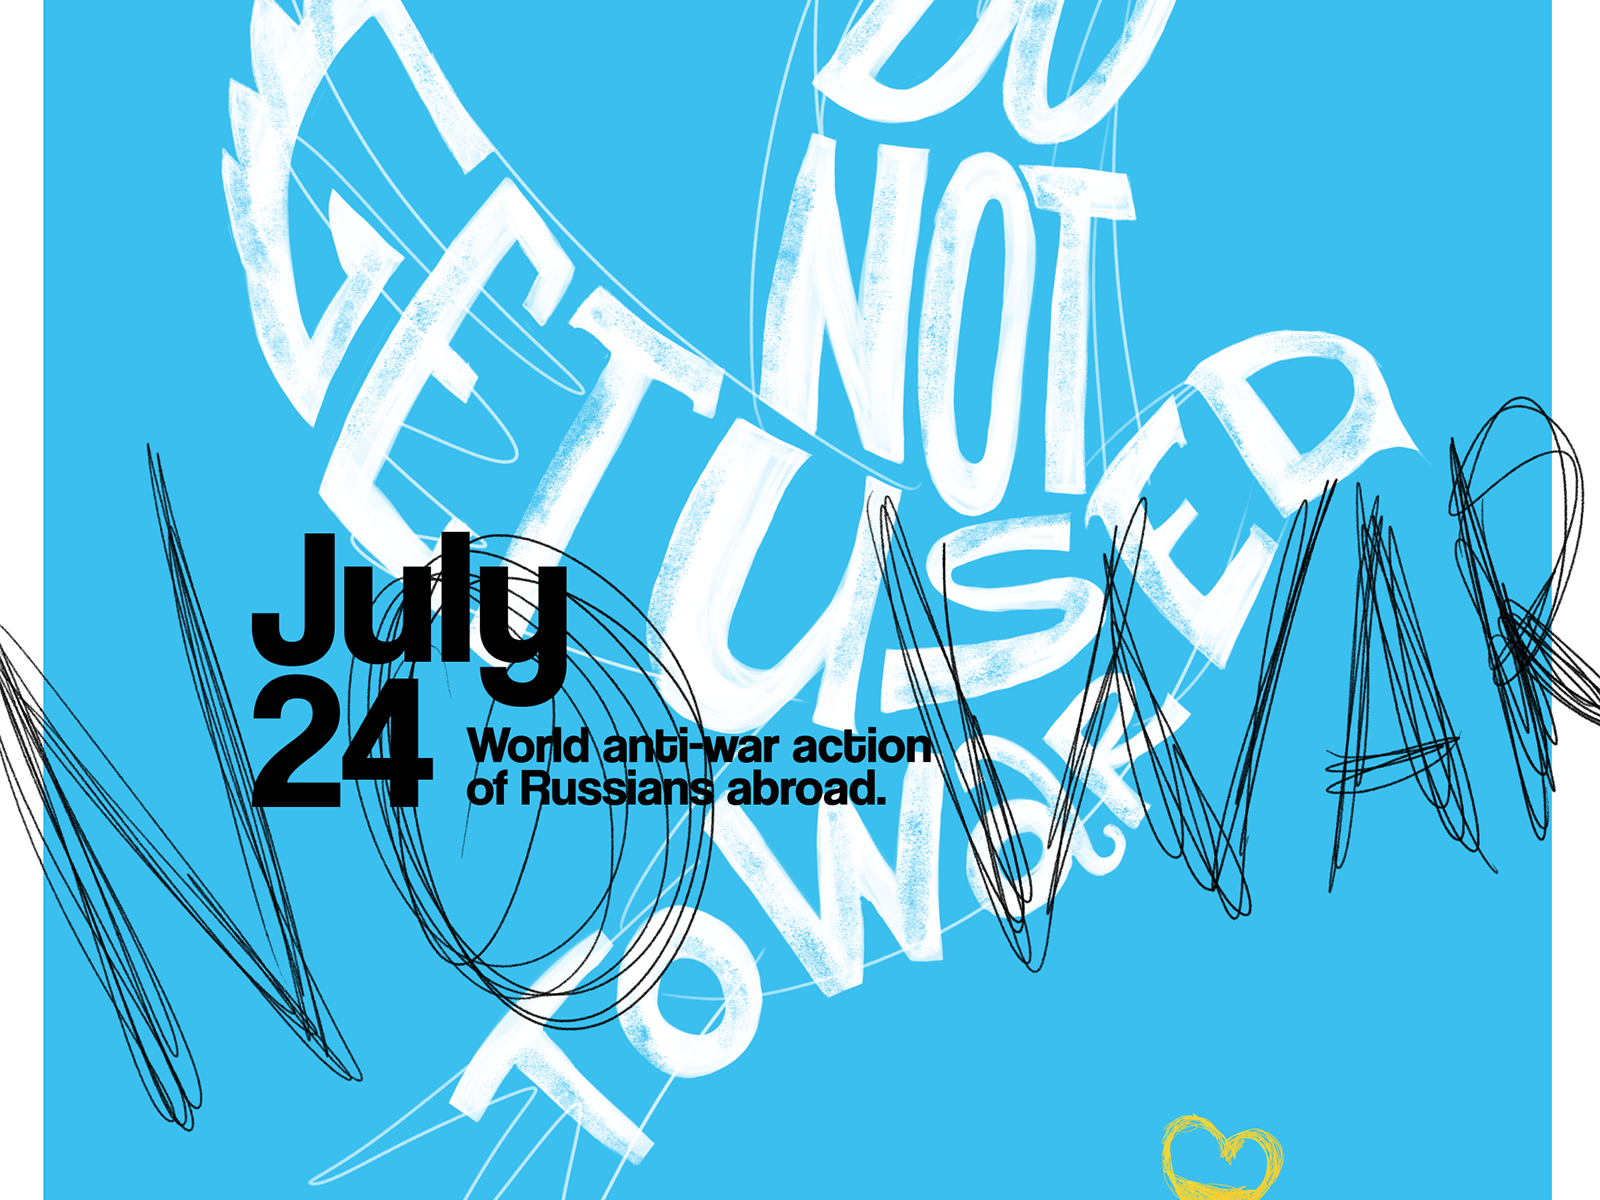 DO
NOT
GET USED
TO WAR
NO WAR
July
24
World anti-war action
of Russians abroad.